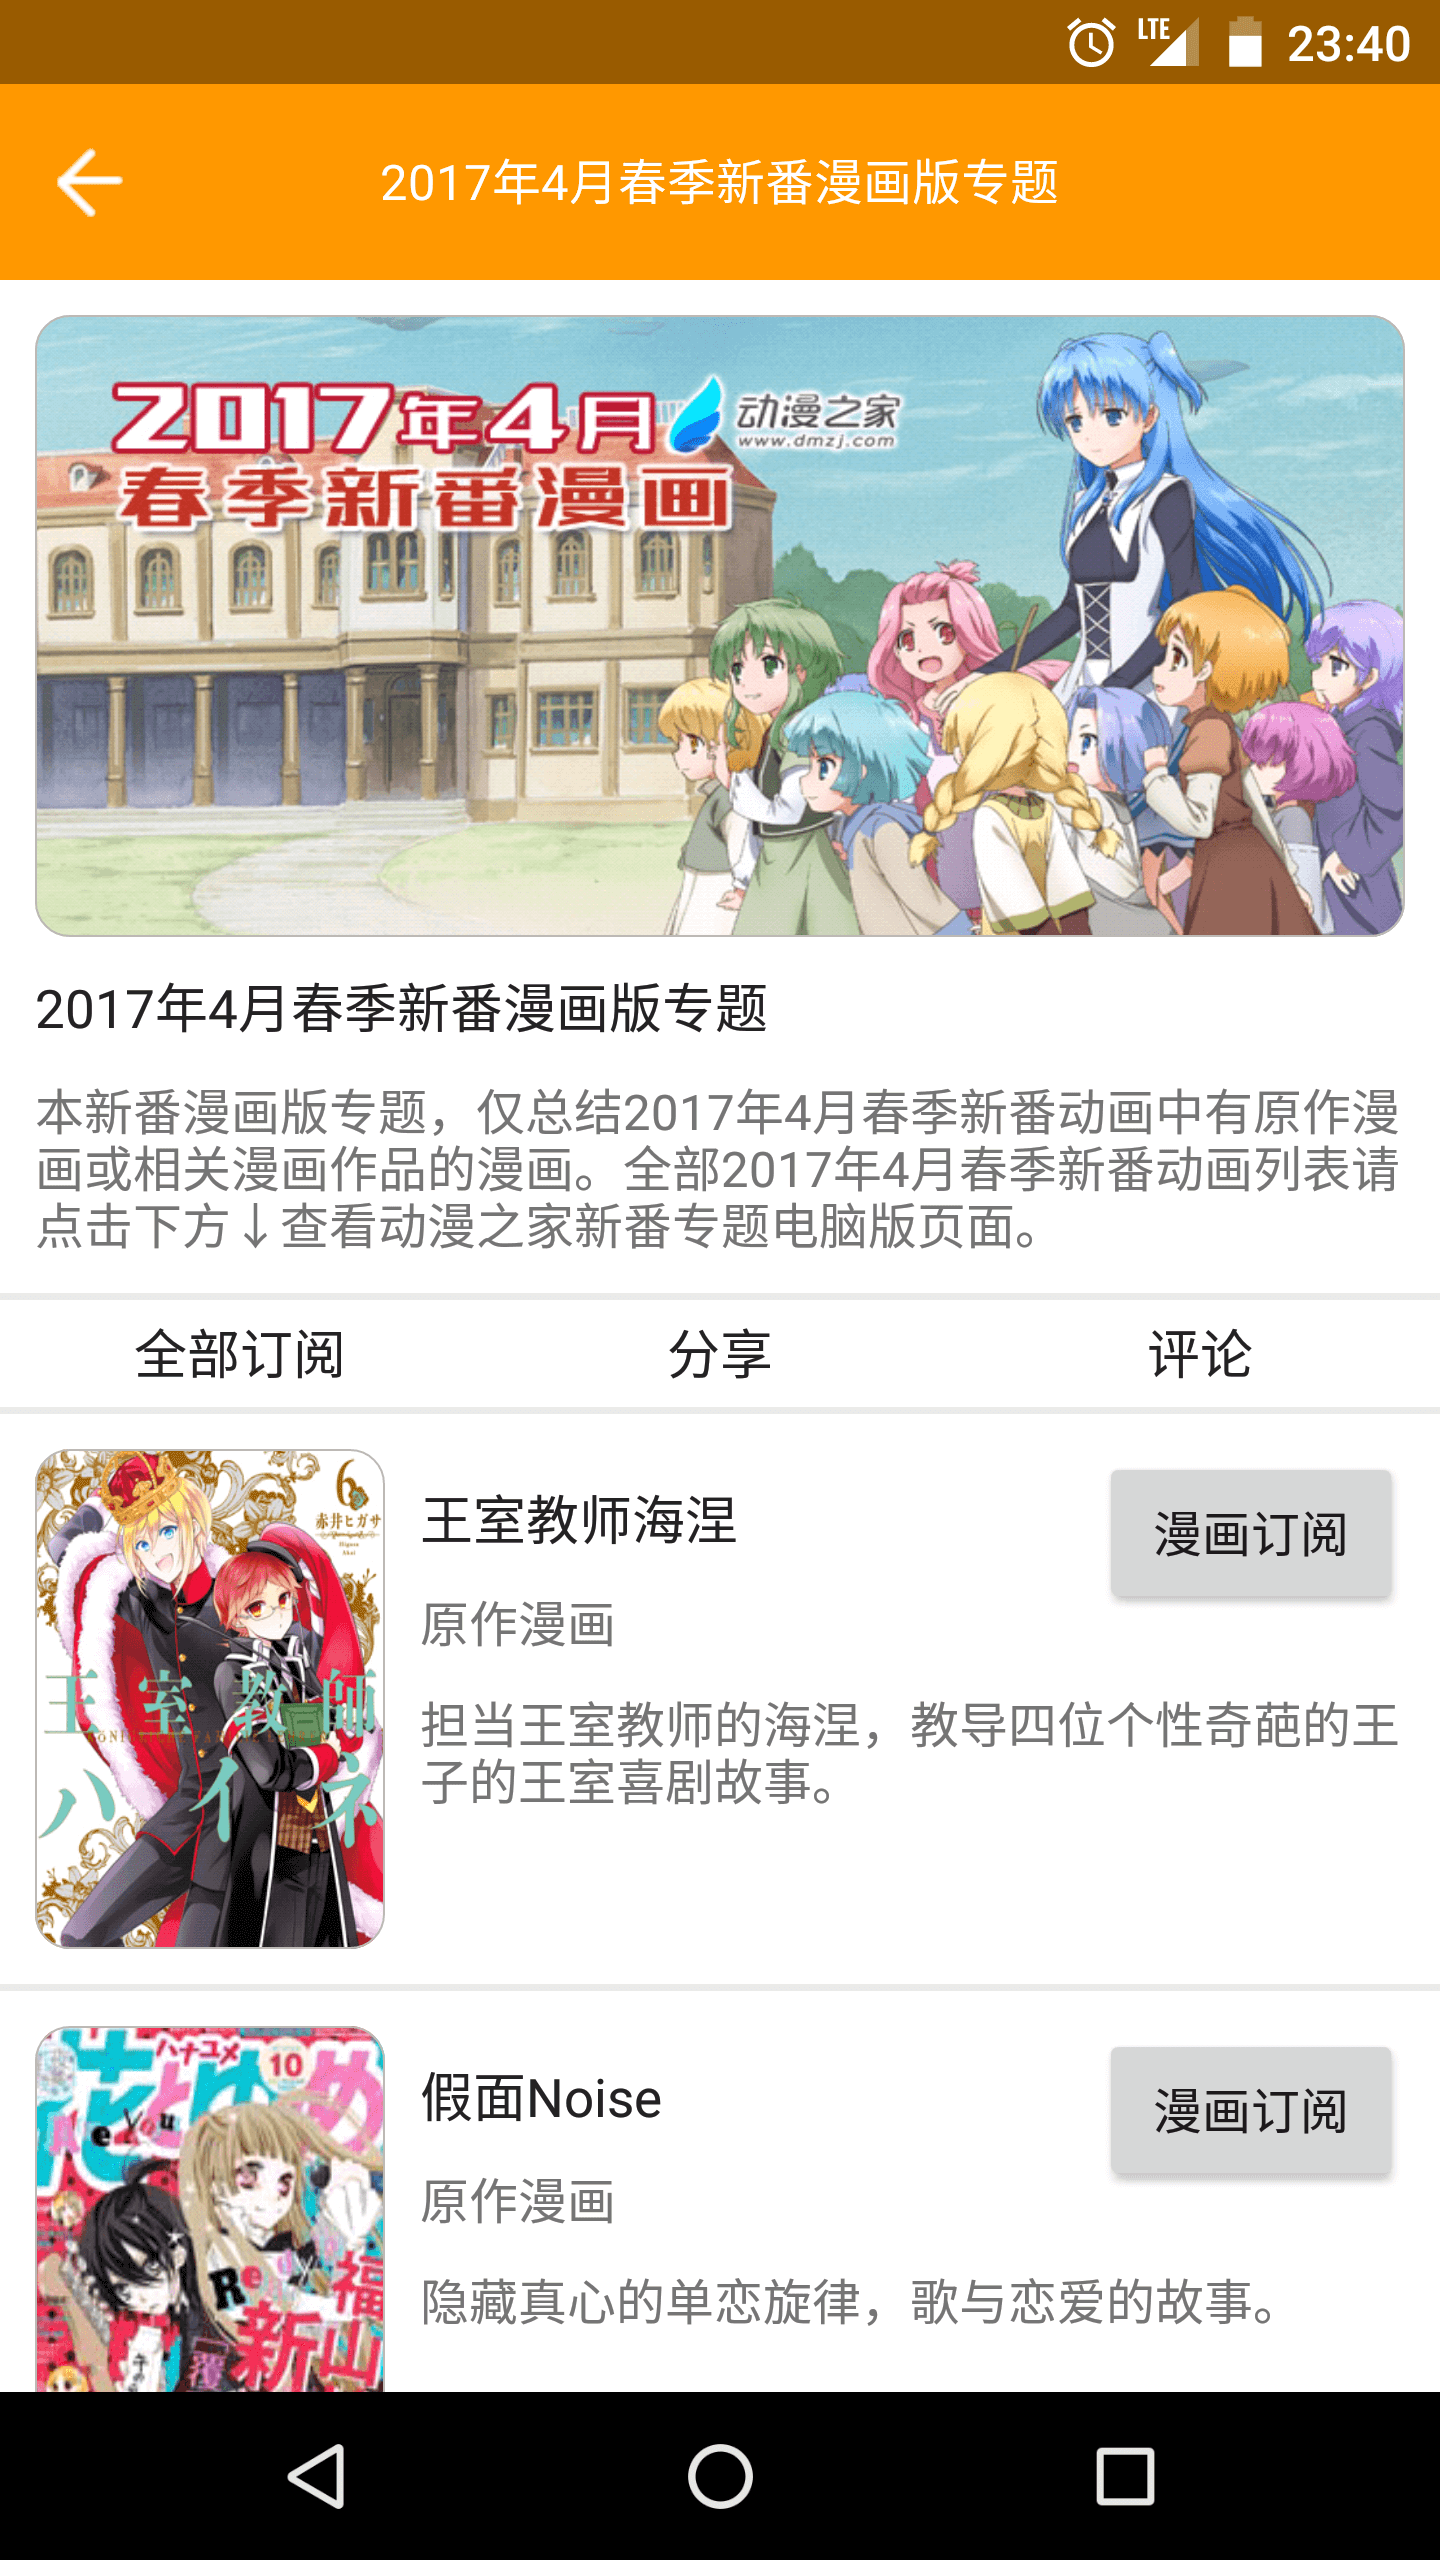 LTE 23:40
2017年4月春季新番漫画版专题
2017年4月 动漫之家
www.dmzj.com
春季新番漫画
2017年4月春季新番漫画版专题
本新番漫画版专题，仅总结2017年4月春季新番动画中有原作漫
画或相关漫画作品的漫画。全部2017年4月春季新番动画列表请
点击下方↓查看动漫之家新番专题电脑版页面。
全部订阅 分享 评论
6
赤井ヒガサ
Higasa
Akai
王室教師
ハイネ
王室教师海涅
漫画订阅
原作漫画
担当王室教师的海涅，教导四位个性奇葩的王
子的王室喜剧故事。
ハナユメ
10
花とゆめ
Are You
Ready
福山
新
假面Noise
漫画订阅
原作漫画
隐藏真心的单恋旋律，歌与恋爱的故事。